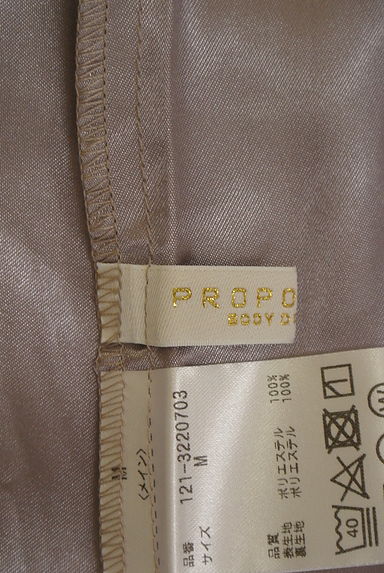 PROPO
BODY D
M
〈メイン〉
品番 121-3220703
サイズ M
品質
表生地 ポリエステル 100%
裏生地 ポリエステル 100%
40